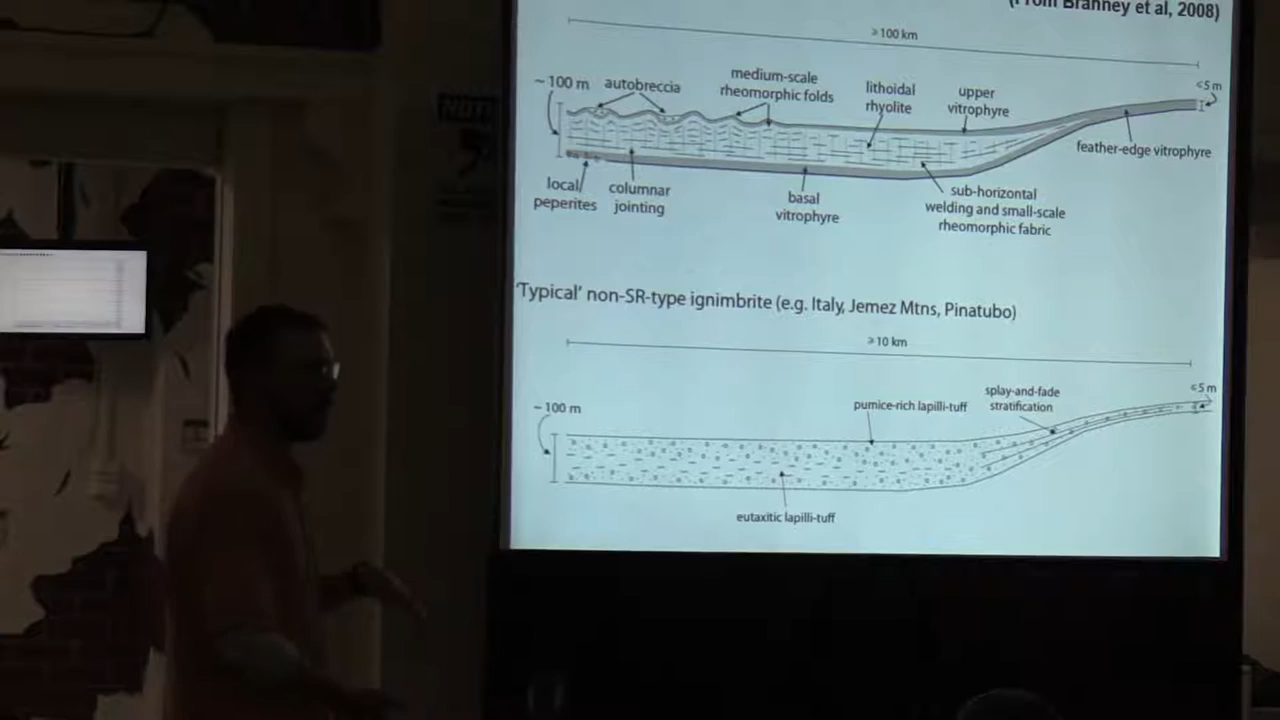 (From Branney et al, 2008)
≥100 km
~100 m
autobreccia
medium-scale
rheomorphic folds
lithoidal
rhyolite
upper
vitrophyre
≤5 m
feather-edge vitrophyre
local
peperites
columnar
jointing
basal
vitrophyre
sub-horizontal
welding and small-scale
rheomorphic fabric
'Typical' non-SR-type ignimbrite (e.g. Italy, Jemez Mtns, Pinatubo)
≥10 km
~100 m
pumice-rich lapilli-tuff
splay-and-fade
stratification
≤5 m
eutaxitic lapilli-tuff